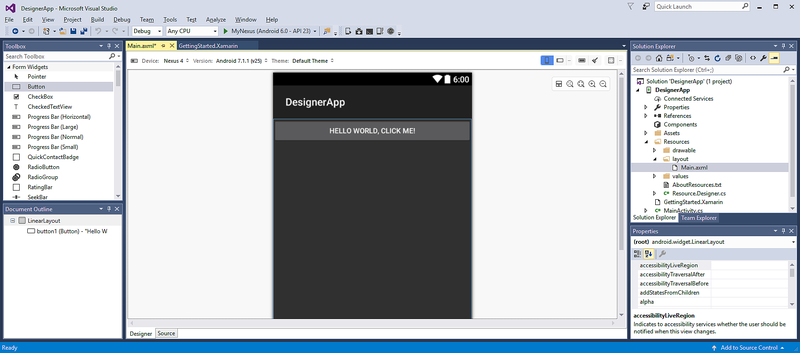 DesignerApp - Microsoft Visual Studio
Quick Launch (Ctrl+Q)
File Edit View Project Build Debug Team Tools Test Analyze Window Help
Sign in
Debug Any CPU MyNexus (Android 6.0 - API 23)
Toolbox
Search Toolbox
Form Widgets
Pointer
Button
CheckBox
CheckedTextView
Progress Bar (Horizontal)
Progress Bar (Large)
Progress Bar (Normal)
Progress Bar (Small)
QuickContactBadge
RadioButton
RadioGroup
RatingBar
SeekBar
Document Outline
LinearLayout
button1 (Button) - "Hello W
Main.axml* GettingStarted.Xamarin
Device: Nexus 4 Version: Android 7.1.1 (v25) Theme: Default Theme
6:00
DesignerApp
HELLO WORLD, CLICK ME!
Designer Source
Solution Explorer
Search Solution Explorer (Ctrl+;)
Solution 'DesignerApp' (1 project)
DesignerApp
Connected Services
Properties
References
Components
Assets
Resources
drawable
layout
Main.axml
values
AboutResources.txt
Resource.Designer.cs
GettingStarted.Xamarin
MainActivity.cs
Solution Explorer Team Explorer
Properties
(root) android.widget.LinearLayout
accessibilityLiveRegion
accessibilityTraversalAfter
accessibilityTraversalBefore
addStatesFromChildren
alpha
accessibilityLiveRegion
Indicates to accessibility services whether the user should be
notified when this view changes.
Ready
Add to Source Control